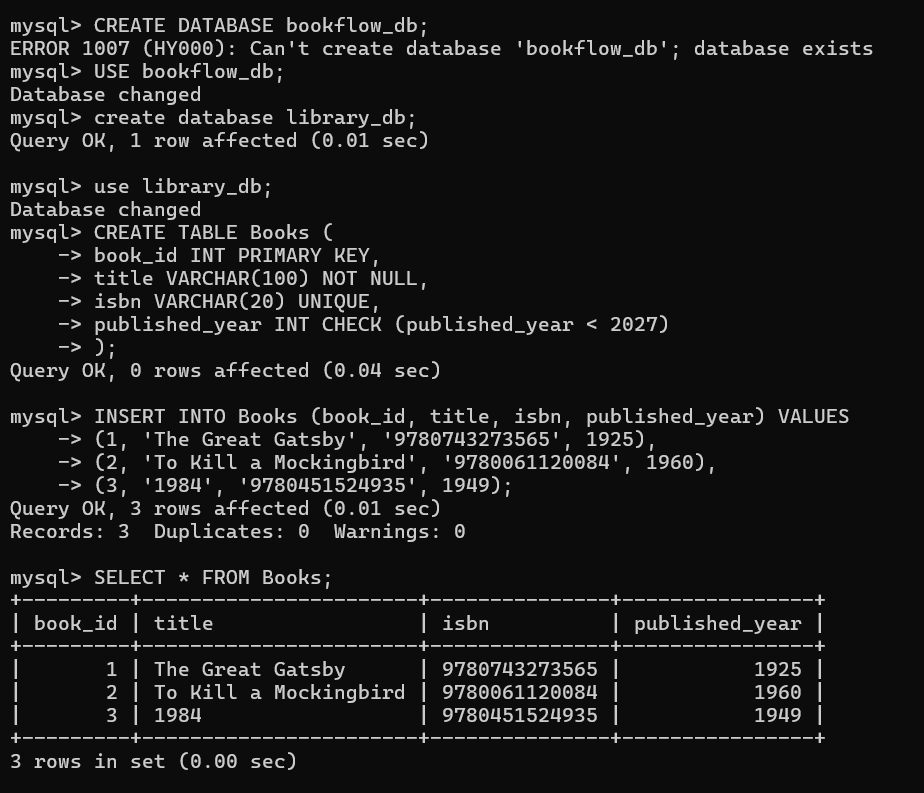 mysql> CREATE DATABASE bookflow_db;
ERROR 1007 (HY000): Can't create database 'bookflow_db'; database exists
mysql> USE bookflow_db;
Database changed
mysql> create database library_db;
Query OK, 1 row affected (0.01 sec)

mysql> use library_db;
Database changed
mysql> CREATE TABLE Books (
    -> book_id INT PRIMARY KEY,
    -> title VARCHAR(100) NOT NULL,
    -> isbn VARCHAR(20) UNIQUE,
    -> published_year INT CHECK (published_year < 2027)
    -> );
Query OK, 0 rows affected (0.04 sec)

mysql> INSERT INTO Books (book_id, title, isbn, published_year) VALUES
    -> (1, 'The Great Gatsby', '9780743273565', 1925),
    -> (2, 'To Kill a Mockingbird', '9780061120084', 1960),
    -> (3, '1984', '9780451524935', 1949);
Query OK, 3 rows affected (0.01 sec)
Records: 3  Duplicates: 0  Warnings: 0

mysql> SELECT * FROM Books;
+---------+-----------------------+---------------+----------------+
| book_id | title                 | isbn          | published_year |
+---------+-----------------------+---------------+----------------+
|       1 | The Great Gatsby      | 9780743273565 |           1925 |
|       2 | To Kill a Mockingbird | 9780061120084 |           1960 |
|       3 | 1984                  | 9780451524935 |           1949 |
+---------+-----------------------+---------------+----------------+
3 rows in set (0.00 sec)